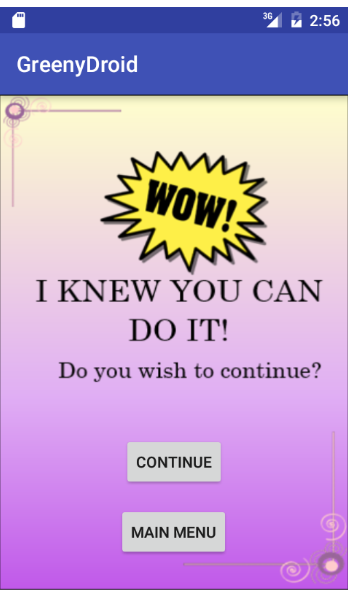 3G 2:56
GreenyDroid
WOW!
I KNEW YOU CAN
DO IT!
Do you wish to continue?
CONTINUE
MAIN MENU